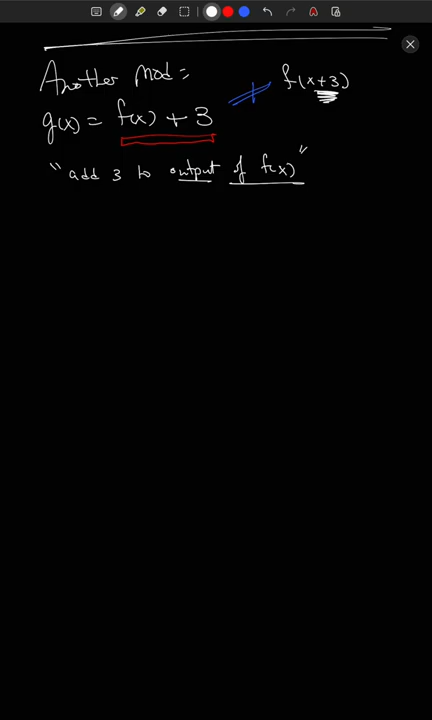 Another mod =
g(x) = f(x) + 3 ≠ f(x+3)
"add 3 to output of f(x)"